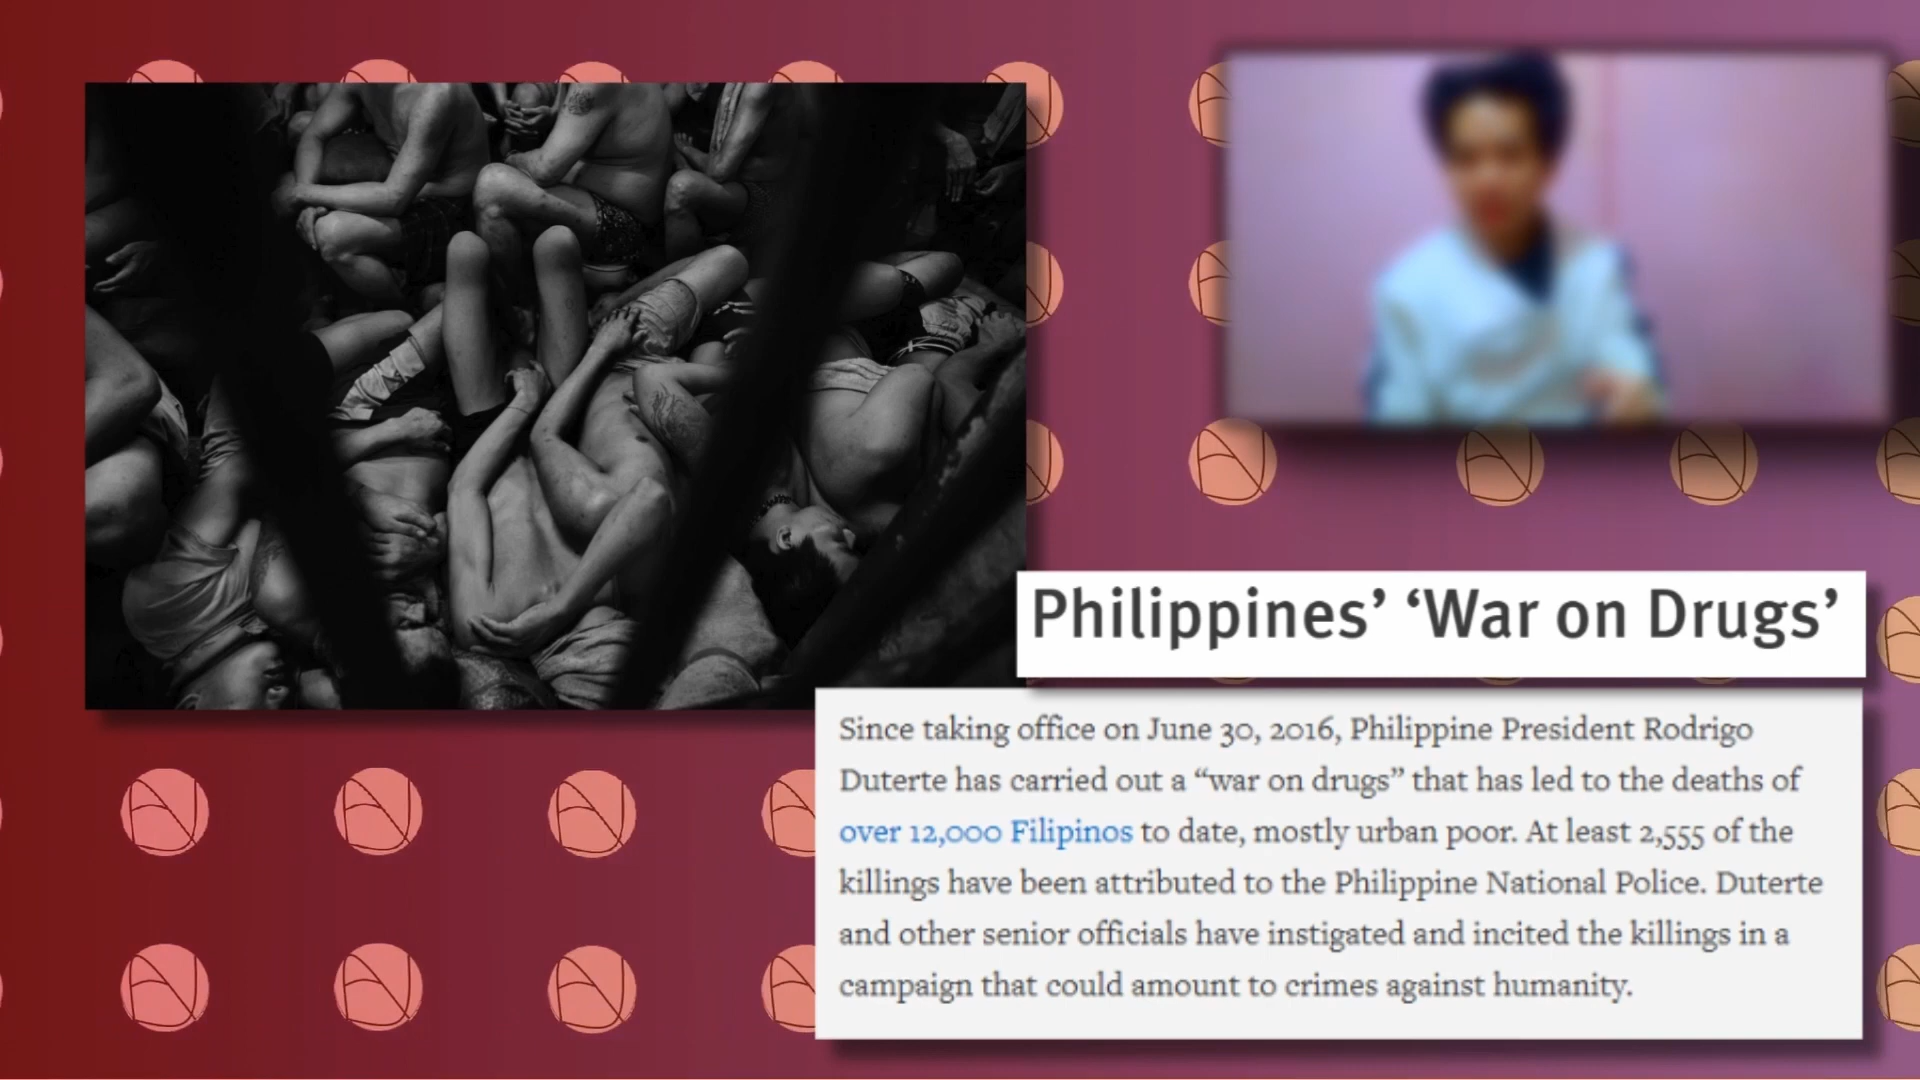 Philippines’ ‘War on Drugs’
Since taking office on June 30, 2016, Philippine President Rodrigo
Duterte has carried out a “war on drugs” that has led to the deaths of
over 12,000 Filipinos to date, mostly urban poor. At least 2,555 of the
killings have been attributed to the Philippine National Police. Duterte
and other senior officials have instigated and incited the killings in a
campaign that could amount to crimes against humanity.